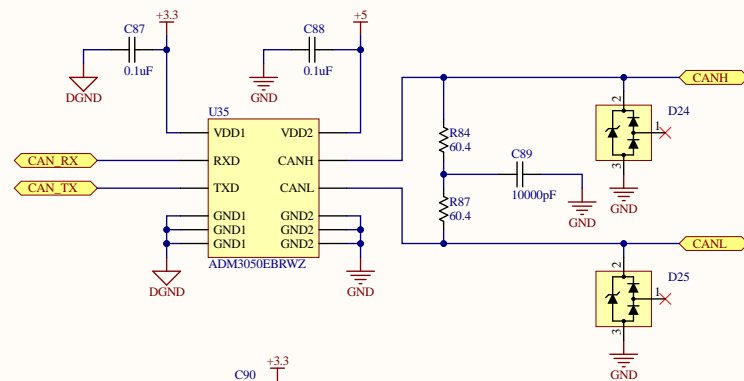 C87
+3.3
0.1uF
DGND
C88
+5
0.1uF
GND
U35
VDD1
VDD2
RXD
CANH
TXD
CANL
GND1
GND2
GND1
GND2
GND1
GND2
ADM3050EBRWZ
CAN_RX
CAN_TX
DGND
GND
R84
60.4
C89
10000pF
GND
R87
60.4
CANH
D24
2
1
3
GND
CANL
D25
2
1
3
GND
+3.3
C90